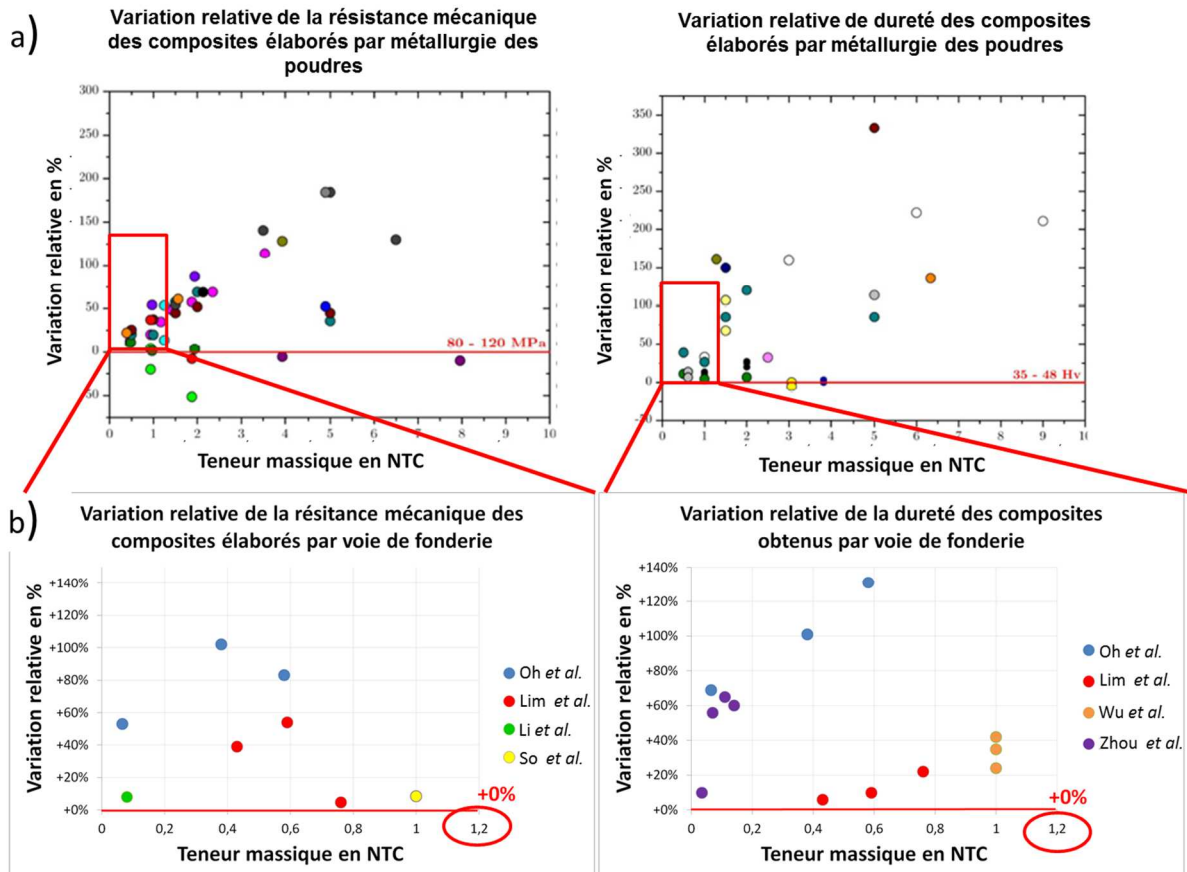 a)
Variation relative de la résistance mécanique
des composites élaborés par métallurgie des
poudres
Variation relative en %
300
250
200
150
100
50
0
50
80 - 120 MPa
0 1 2 3 4 5 6 7 8 9 10
Teneur massique en NTC
Variation relative de dureté des composites
élaborés par métallurgie des poudres
Variation relative en %
350
300
250
200
150
100
50
0
-50
35 - 48 Hv
0 1 2 3 4 5 6 7 8 9 1(
Teneur massique en NTC
b)
Variation relative de la résitance mécanique des
composites élaborés par voie de fonderie
Variation relative en %
+140%
+120%
+100%
+80%
+60%
+40%
+20%
+0%
+0%
0 0,2 0,4 0,6 0,8 1 1,2
Teneur massique en NTC
Oh et al.
Lim et al.
Li et al.
So et al.
Variation relative de la dureté des composites
obtenus par voie de fonderie
Variation relative en %
+140%
+120%
+100%
+80%
+60%
+40%
+20%
+0%
+0%
0 0,2 0,4 0,6 0,8 1 1,2
Teneur massique en NTC
Oh et al.
Lim et al.
Wu et al.
Zhou et al.